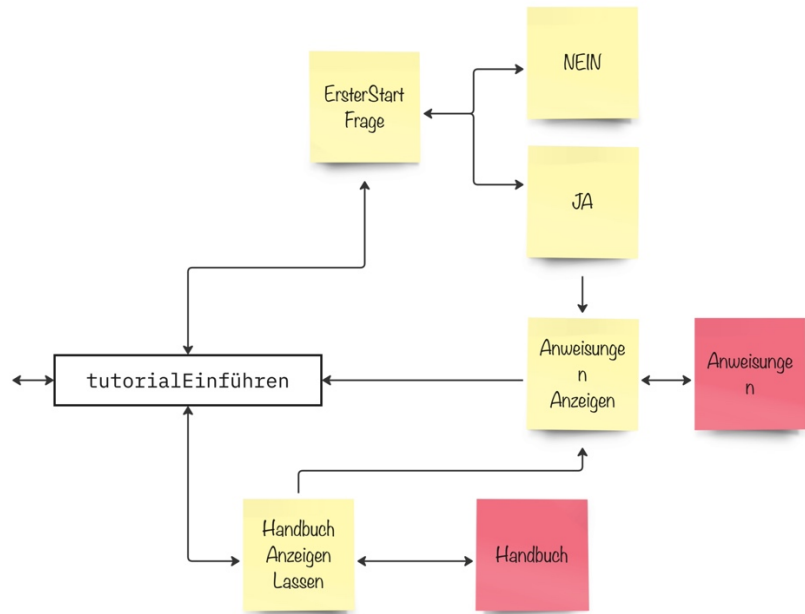 NEIN
ErsterStart
Frage
JA
Anweisunge
n
Anzeigen
Anweisunge
n
tutorialEinführen
Handbuch
Anzeigen
Lassen
Handbuch